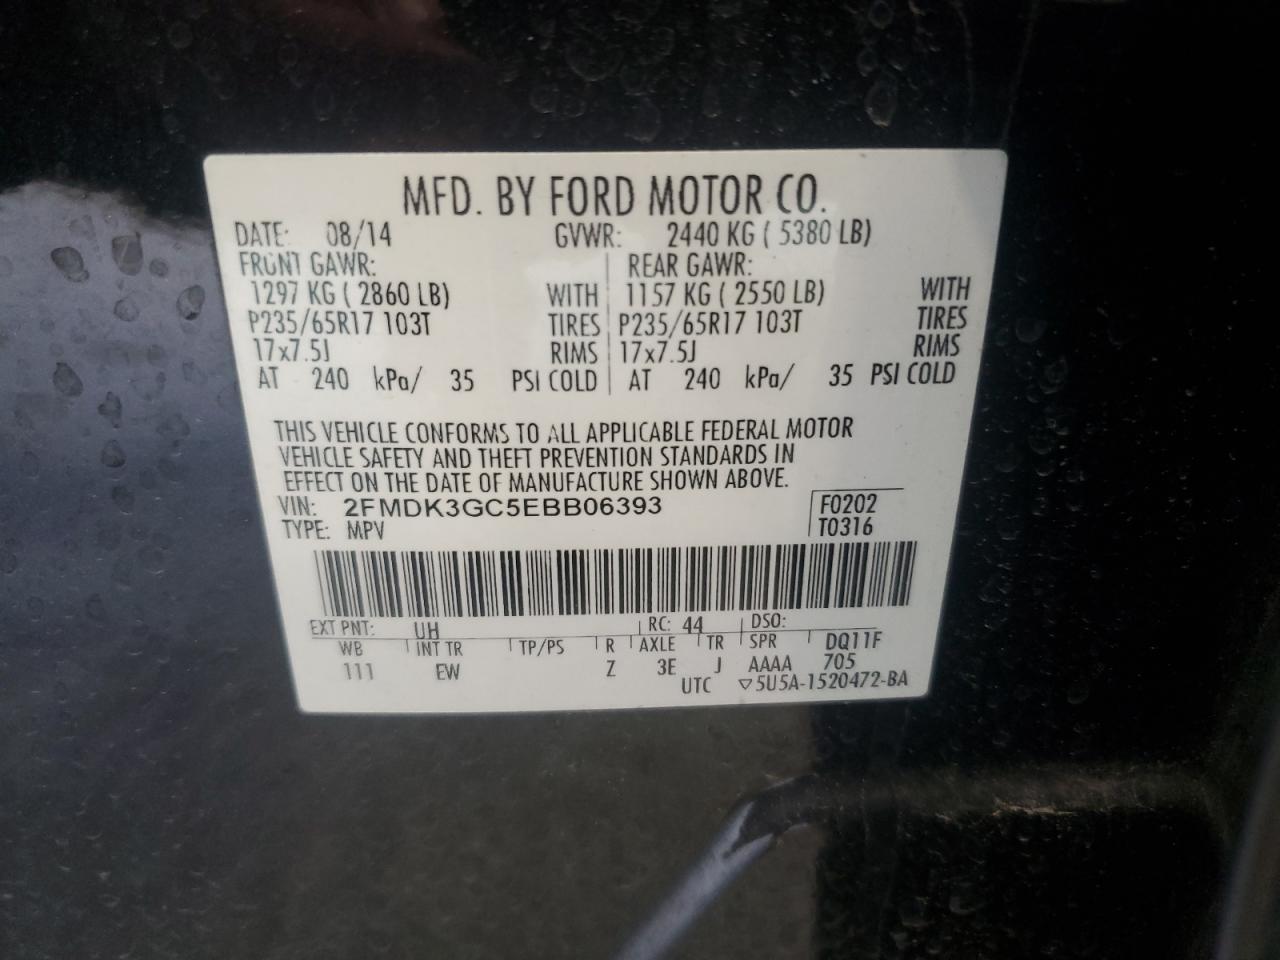 MFD. BY FORD MOTOR CO.
DATE: 08/14 GVWR: 2440 KG ( 5380 LB)
FRONT GAWR: REAR GAWR:
1297 KG ( 2860 LB) WITH 1157 KG ( 2550 LB) WITH
P235/65R17 103T TIRES P235/65R17 103T TIRES
17x7.5J RIMS 17x7.5J RIMS
AT 240 kPa/ 35 PSI COLD AT 240 kPa/ 35 PSI COLD
THIS VEHICLE CONFORMS TO ALL APPLICABLE FEDERAL MOTOR
VEHICLE SAFETY AND THEFT PREVENTION STANDARDS IN
EFFECT ON THE DATE OF MANUFACTURE SHOWN ABOVE.
VIN: 2FMDK3GC5EBB06393 F0202
TYPE: MPV T0316
EXT PNT: UH RC: 44 DSO:
WB INT TR TP/PS R AXLE TR SPR DQ11F
111 EW Z 3E J AAAA 705
UTC ▽5U5A-1520472-BA